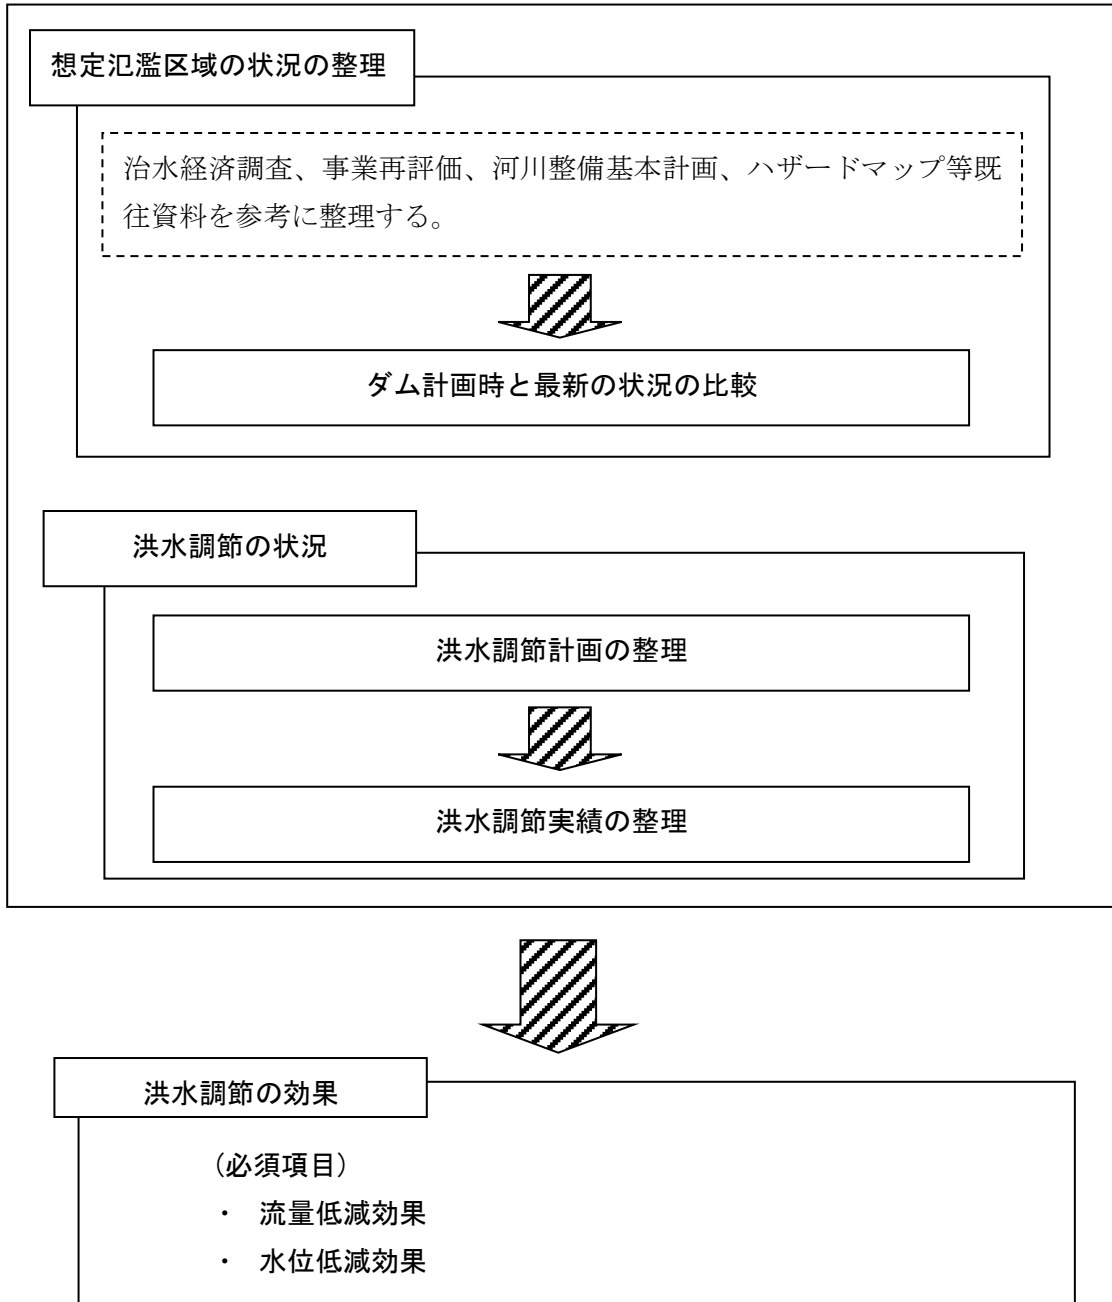 想定氾濫区域の状況の整理
治水経済調査、事業再評価、河川整備基本計画、ハザードマップ等既
往資料を参考に整理する。
ダム計画時と最新の状況の比較
洪水調節の状況
洪水調節計画の整理
洪水調節実績の整理
洪水調節の効果
(必須項目)
・ 流量低減効果
・ 水位低減効果